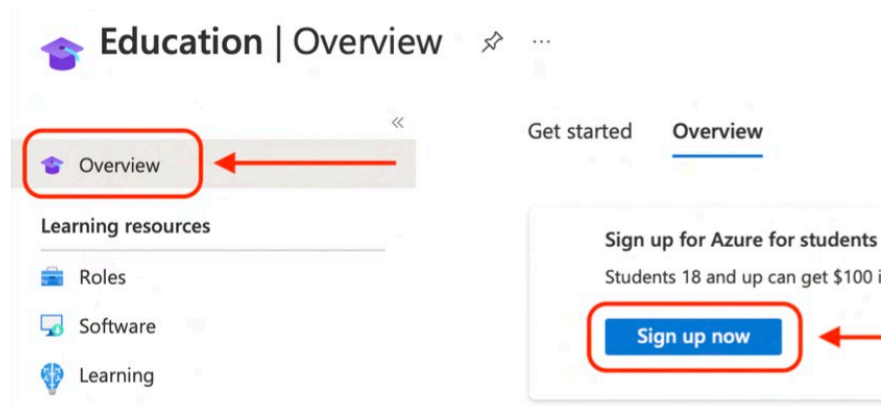 Education | Overview
Overview
Learning resources
Roles
Software
Learning
Get started Overview
Sign up for Azure for students
Students 18 and up can get $100 i
Sign up now